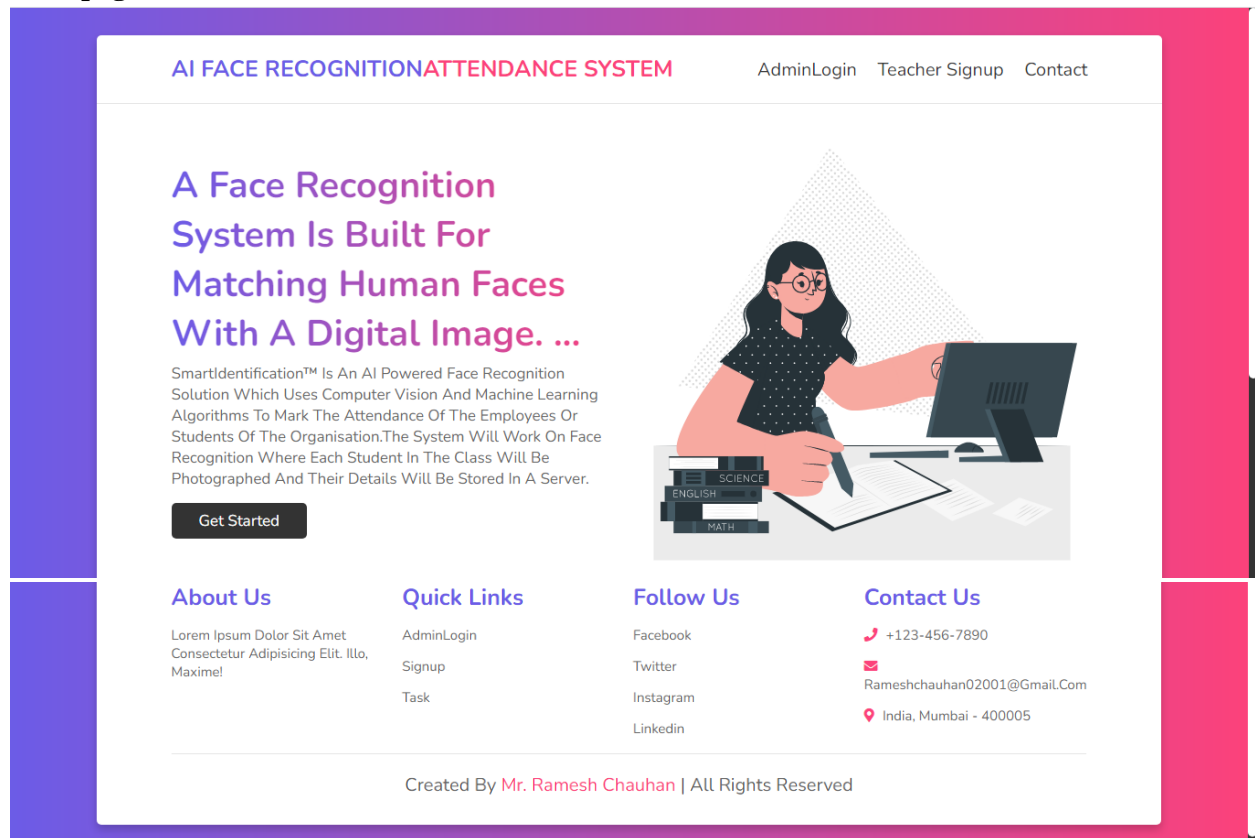 AI FACE RECOGNITIONATTENDANCE SYSTEM
AdminLogin Teacher Signup Contact
A Face Recognition
System Is Built For
Matching Human Faces
With A Digital Image. ...
SmartIdentification™ Is An AI Powered Face Recognition
Solution Which Uses Computer Vision And Machine Learning
Algorithms To Mark The Attendance Of The Employees Or
Students Of The Organisation.The System Will Work On Face
Recognition Where Each Student In The Class Will Be
Photographed And Their Details Will Be Stored In A Server.
Get Started
SCIENCE
ENGLISH
MATH
About Us
Lorem Ipsum Dolor Sit Amet
Consectetur Adipisicing Elit. Illo,
Maxime!
Quick Links
AdminLogin
Signup
Task
Follow Us
Facebook
Twitter
Instagram
Linkedin
Contact Us
+123-456-7890
Rameshchauhan02001@Gmail.Com
India, Mumbai - 400005
Created By Mr. Ramesh Chauhan | All Rights Reserved